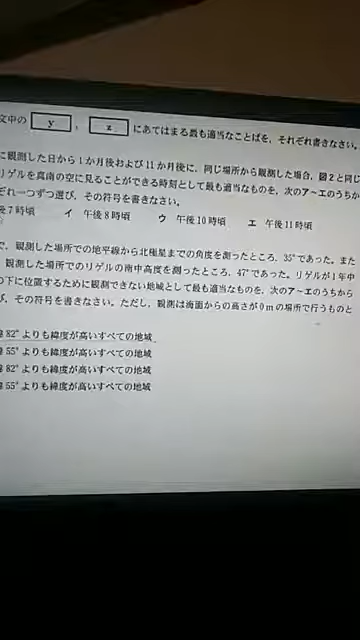 文中の y , z にあてはまる最も適当なことばを、それぞれ書きなさい。
に観測した日から1か月後および11か月後に、同じ場所から観測した場合、図2と同じ
リゲルを真南の空に見ることができる時刻として最も適当なものを、次のア～エのうちか
ぞれ一つずつ選び、その符号を書きなさい。
後7時頃 イ 午後8時頃 ウ 午後10時頃 エ 午後11時頃
で、観測した場所での地平線から北極星までの角度を測ったところ、35°であった。また
、観測した場所でのリゲルの南中高度を測ったところ、47°であった。リゲルが1年中
の下に位置するために観測できない地域として最も適当なものを、次のア～エのうちから
び、その符号を書きなさい。ただし、観測は海面からの高さが0mの場所で行うものと
82°よりも緯度が高いすべての地域
55°よりも緯度が高いすべての地域
82°よりも緯度が高いすべての地域
55°よりも緯度が高いすべての地域